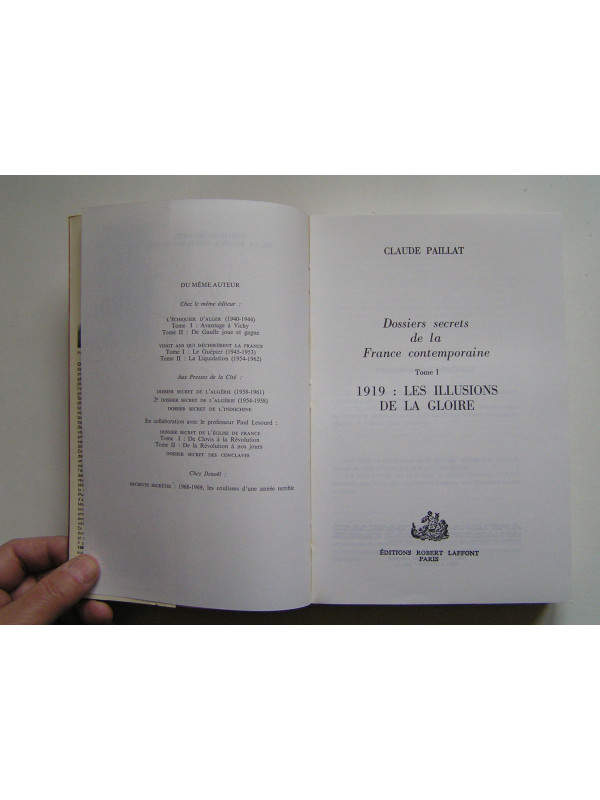 DU MÊME AUTEUR
Chez le même éditeur :
L'ÉCHIQUIER D'ALGER (1940-1944)
Tome I : Avantage à Vichy
Tome II : De Gaulle joue et gagne
VINGT ANS QUI DÉCHIRÈRENT LA FRANCE
Tome I : Le Guêpier (1945-1953)
Tome II : La Liquidation (1954-1962)
Aux Presses de la Cité :
DOSSIER SECRET DE L'ALGÉRIE (1958-1961)
2e DOSSIER SECRET DE L'ALGÉRIE (1954-1958)
DOSSIER SECRET DE L'INDOCHINE
En collaboration avec le professeur Paul Lesourd :
DOSSIER SECRET DE L'ÉGLISE DE FRANCE
Tome I : De Clovis à la Révolution
Tome II : De la Révolution à nos jours
DOSSIER SECRET DES CONCLAVES
Chez Denoël :
ARCHIVES SECRÈTES : 1968-1969, les coulisses d'une année terrible
CLAUDE PAILLAT
Dossiers secrets
de la
France contemporaine
Tome I
1919 : LES ILLUSIONS
DE LA GLOIRE
ÉDITIONS ROBERT LAFFONT
PARIS